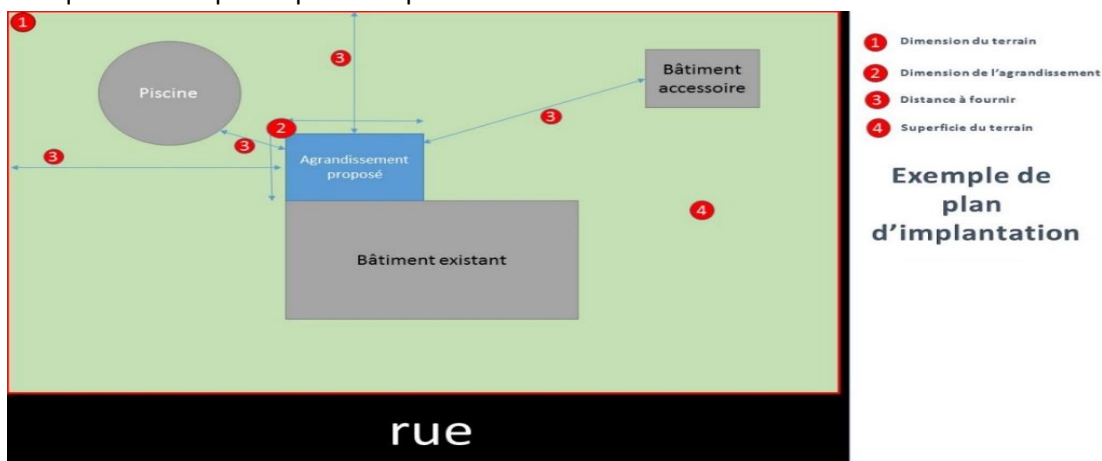 1
3
Piscine
Bâtiment
accessoire
2
3
3
3
Agrandissement
proposé
4
Bâtiment existant
rue
1 Dimension du terrain
2 Dimension de l'agrandissement
3 Distance à fournir
4 Superficie du terrain
Exemple de
plan
d'implantation